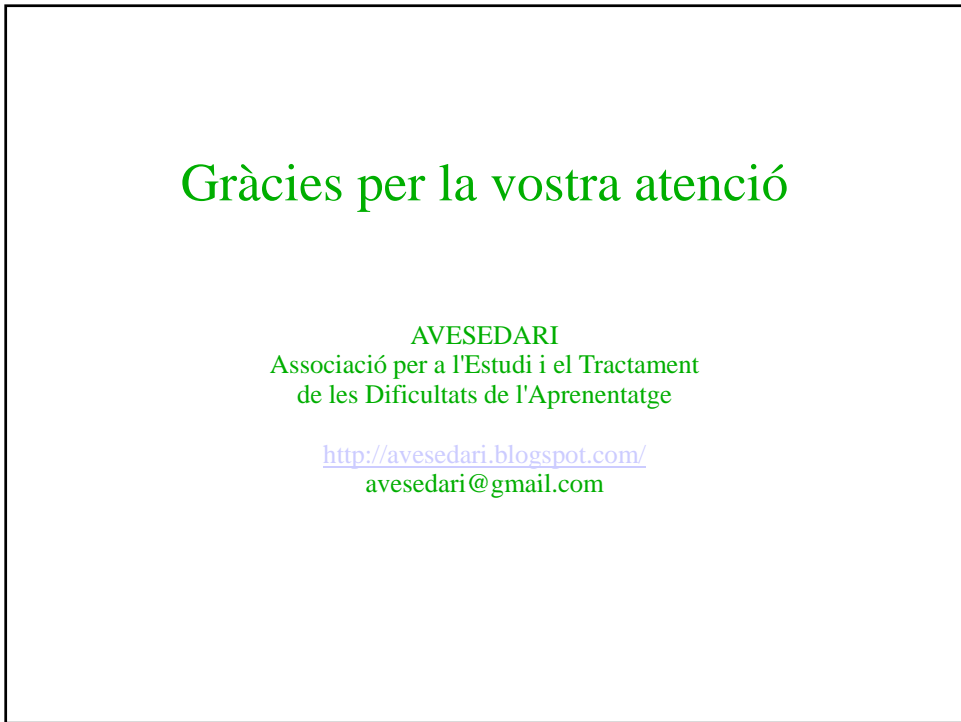 Gràcies per la vostra atenció
AVESEDARI
Associació per a l'Estudi i el Tractament
de les Dificultats de l'Aprenentatge
http://avesedari.blogspot.com/
avesedari@gmail.com